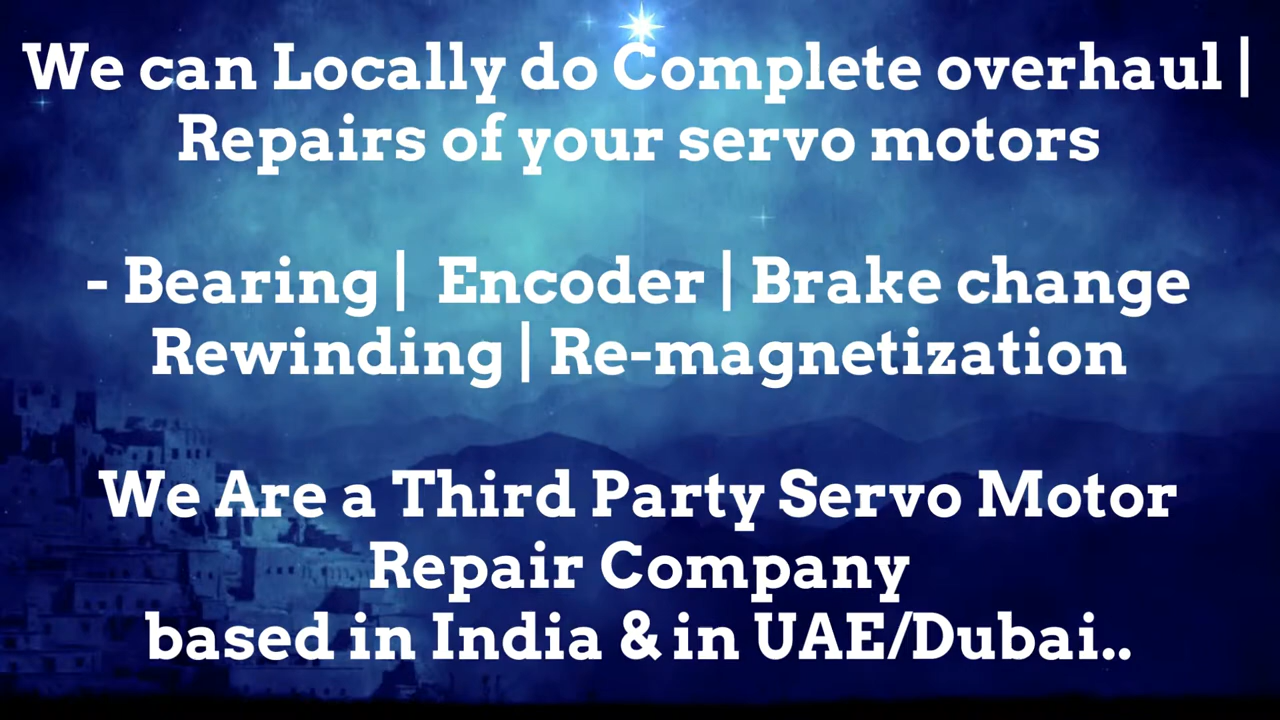 We can Locally do Complete overhaul |
Repairs of your servo motors
- Bearing | Encoder | Brake change
Rewinding | Re-magnetization
We Are a Third Party Servo Motor
Repair Company
based in India & in UAE/Dubai..